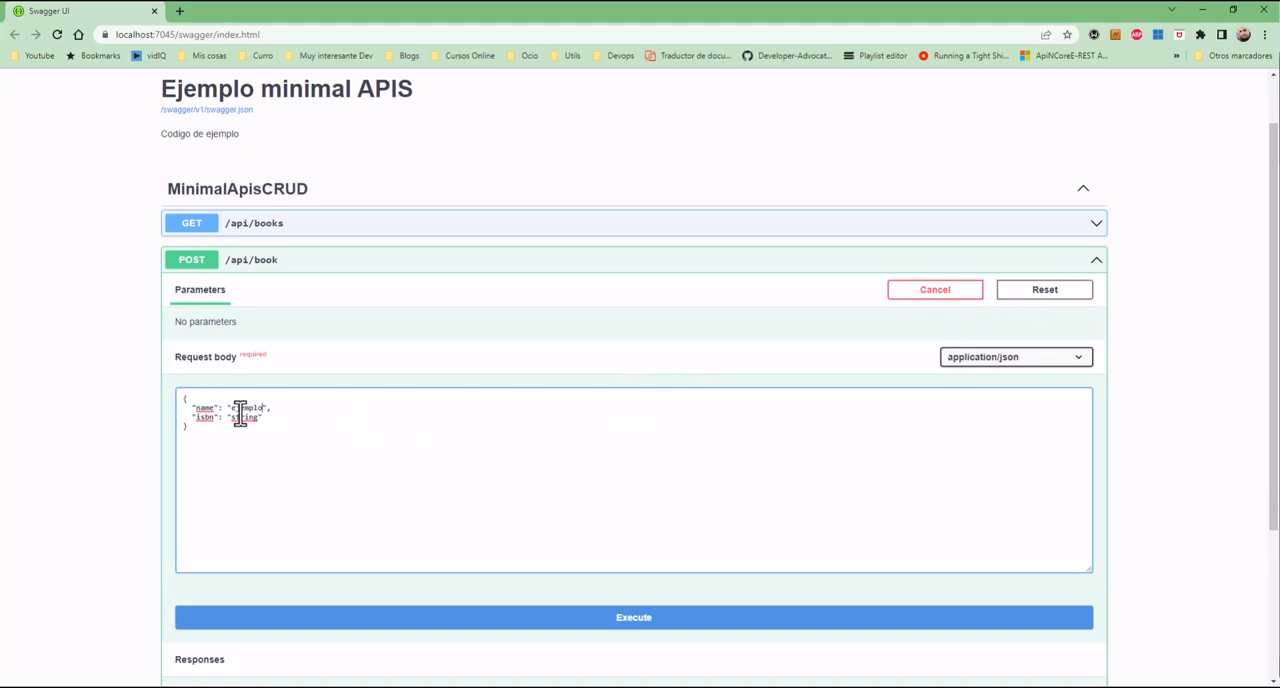 Swagger UI
localhost:7045/swagger/index.html
Youtube Bookmarks vidIQ Mis cosas Curro Muy interesante Dev Blogs Cursos Online Ocio Utils Devops Traductor de docu... Developer-Advocat... Playlist editor Running a Tight Shi... ApiNCoreE-REST A... » Otros marcadores
Ejemplo minimal APIS
/swagger/v1/swagger.json
Codigo de ejemplo
MinimalApisCRUD
GET /api/books
POST /api/book
Parameters Cancel Reset
No parameters
Request body required application/json
{
"name": "ejemplo",
"isbn": "string"
}
Execute
Responses